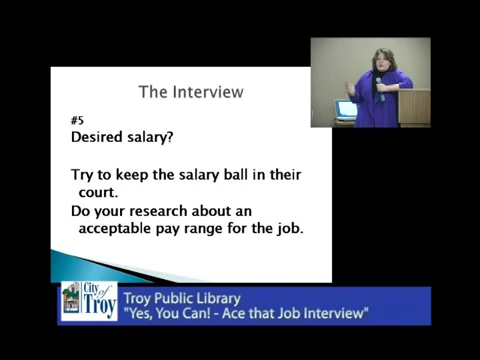 The Interview
#5
Desired salary?
Try to keep the salary ball in their
court.
Do your research about an
acceptable pay range for the job.
City of
Troy
Troy Public Library
"Yes, You Can! - Ace that Job Interview"